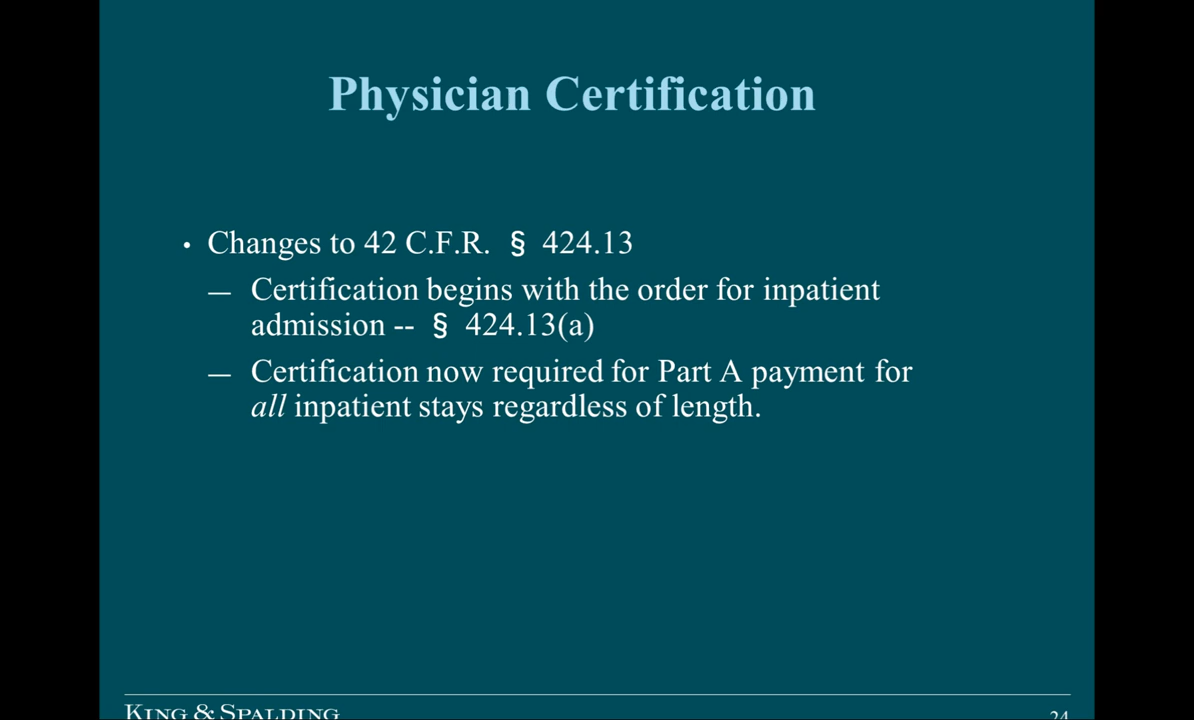 Physician Certification
• Changes to 42 C.F.R. § 424.13
— Certification begins with the order for inpatient
admission -- § 424.13(a)
— Certification now required for Part A payment for
all inpatient stays regardless of length.
KING & SPALDING
24